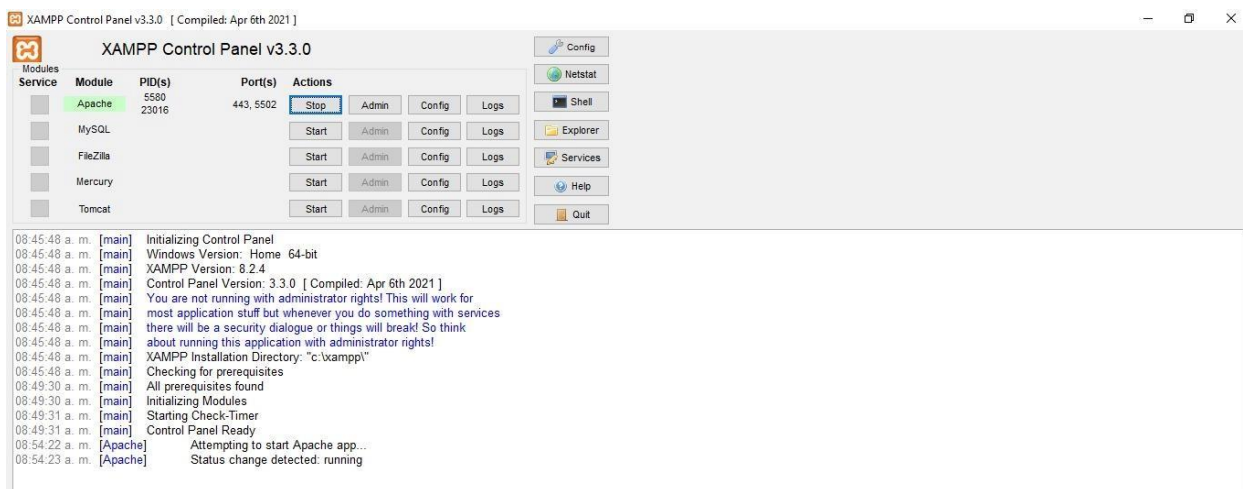 XAMPP Control Panel v3.3.0 [ Compiled: Apr 6th 2021 ]
XAMPP Control Panel v3.3.0
Config
Modules
Service Module PID(s) Port(s) Actions
Netstat
Apache 5580 23016 443, 5502 Stop Admin Config Logs
Shell
MySQL Start Admin Config Logs
Explorer
FileZilla Start Admin Config Logs
Services
Mercury Start Admin Config Logs
Help
Tomcat Start Admin Config Logs
Quit
08:45:48 a. m. [main] Initializing Control Panel
08:45:48 a. m. [main] Windows Version: Home 64-bit
08:45:48 a. m. [main] XAMPP Version: 8.2.4
08:45:48 a. m. [main] Control Panel Version: 3.3.0 [ Compiled: Apr 6th 2021 ]
08:45:48 a. m. [main] You are not running with administrator rights! This will work for
08:45:48 a. m. [main] most application stuff but whenever you do something with services
08:45:48 a. m. [main] there will be a security dialogue or things will break! So think
08:45:48 a. m. [main] about running this application with administrator rights!
08:45:48 a. m. [main] XAMPP Installation Directory: "c:\xampp\"
08:45:48 a. m. [main] Checking for prerequisites
08:49:30 a. m. [main] All prerequisites found
08:49:30 a. m. [main] Initializing Modules
08:49:31 a. m. [main] Starting Check-Timer
08:49:31 a. m. [main] Control Panel Ready
08:54:22 a. m. [Apache] Attempting to start Apache app...
08:54:23 a. m. [Apache] Status change detected: running